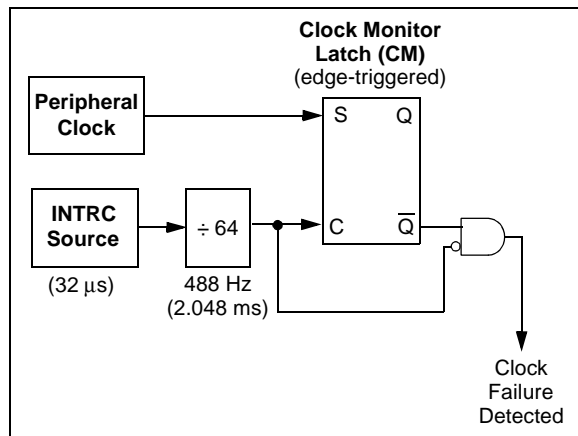 Clock Monitor
Latch (CM)
(edge-triggered)
Peripheral
Clock
S
Q
INTRC
Source
(32 μs)
÷ 64
488 Hz
(2.048 ms)
C
Q̅
Clock
Failure
Detected